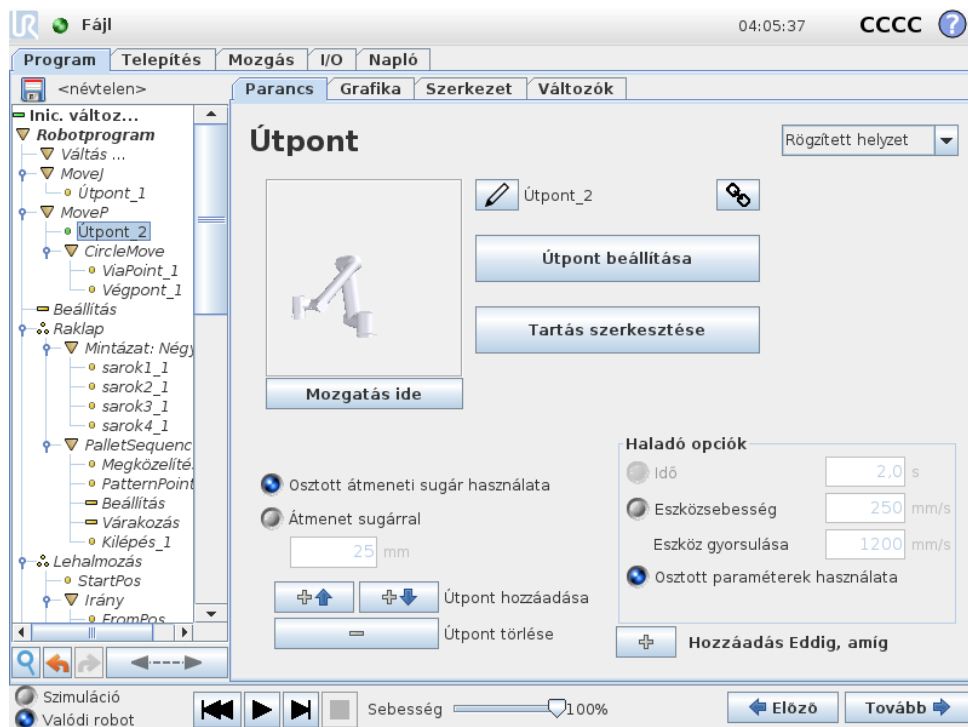 UR Fájl 04:05:37 CCCC ?
Program Telepítés Mozgás I/O Napló
<névtelen>
Parancs Grafika Szerkezet Változók
Inic. változ...
Robotprogram
Váltás ...
MoveJ
Útpont_1
MoveP
Útpont_2
CircleMove
ViaPoint_1
Végpont_1
Beállítás
Raklap
Mintázat: Négy
sarok1_1
sarok2_1
sarok3_1
sarok4_1
PalletSequenc
Megközelíté
PatternPoint
Beállítás
Várakozás
Kilépés_1
Lehalmozás
StartPos
Irány
FromPos
Útpont
Rögzített helyzet
Útpont_2
Útpont beállítása
Tartás szerkesztése
Mozgatás ide
Osztott átmeneti sugár használata
Átmenet sugárral
25 mm
Útpont hozzáadása
Útpont törlése
Haladó opciók
Idő 2,0 s
Eszközsebesség 250 mm/s
Eszköz gyorsulása 1200 mm/s
Osztott paraméterek használata
Hozzáadás Eddig, amíg
Szimuláció
Valódi robot
Sebesség 100%
Előző
Tovább